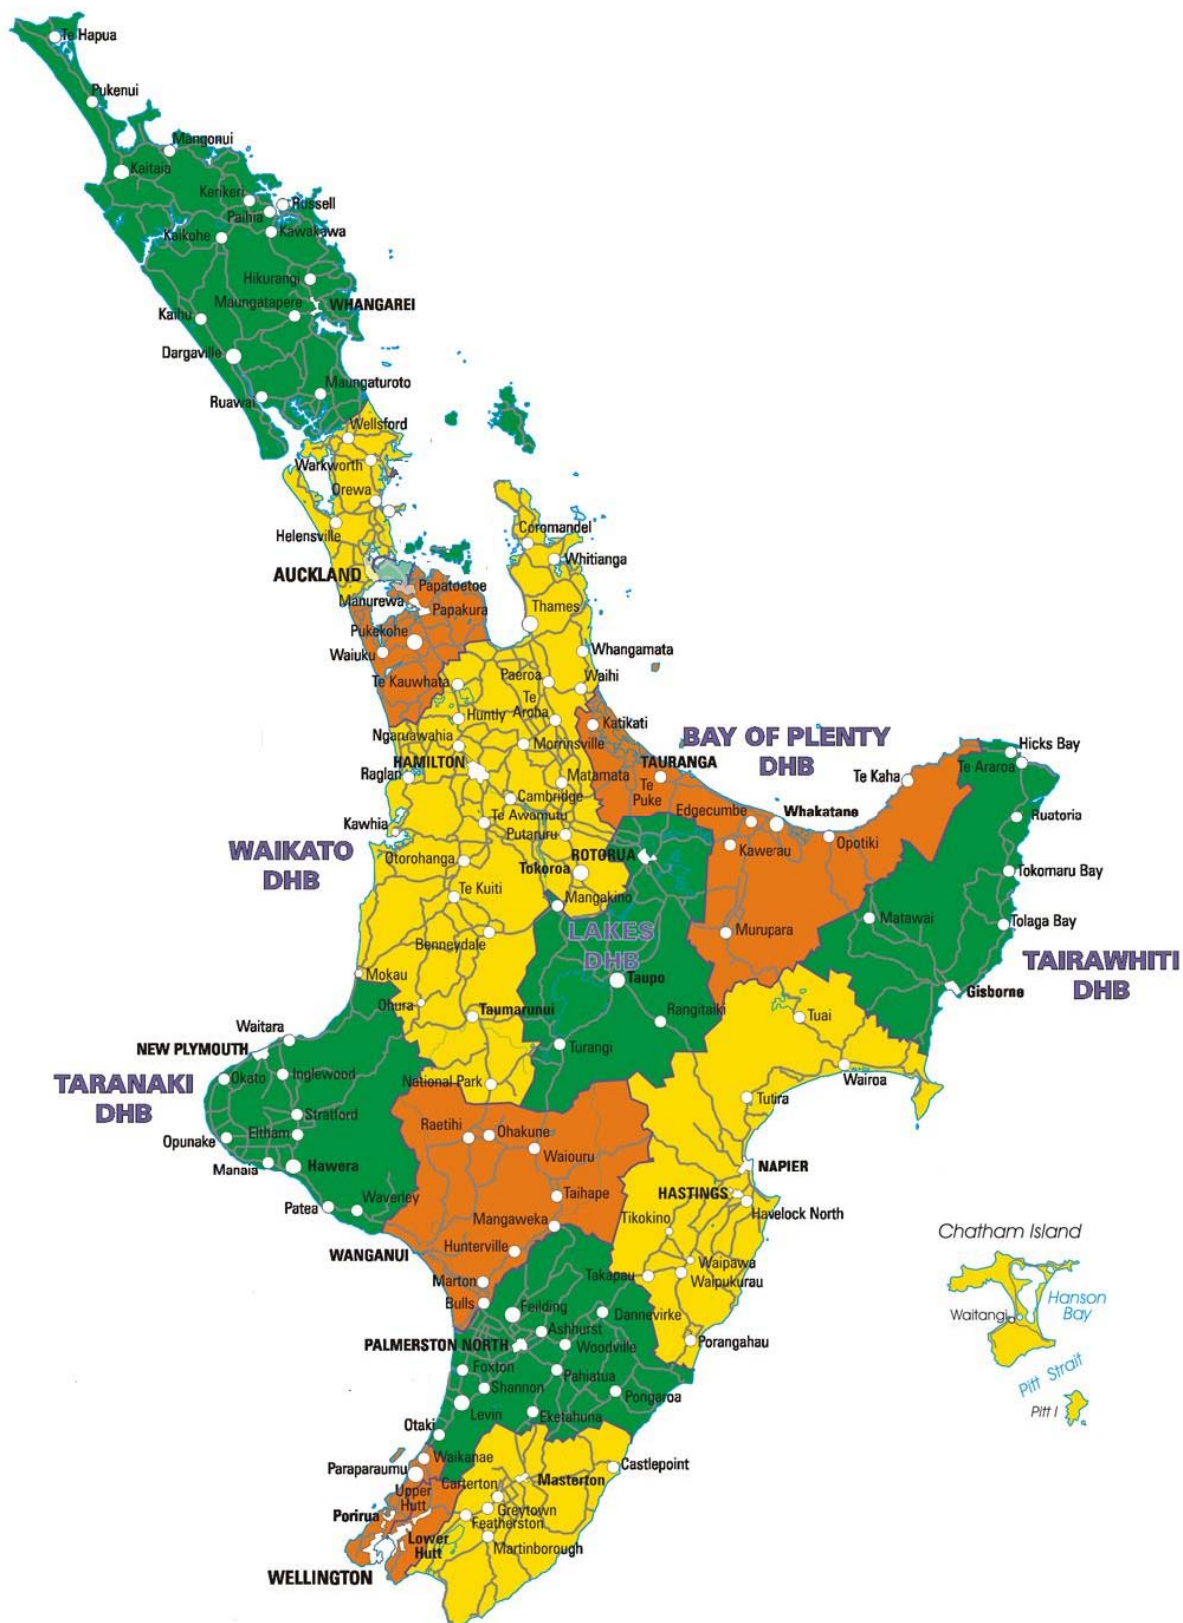 Te Hapua
Pukenui
Mangonui
Kaitaia
Kerikeri
Russell
Paihia
Kaikohe
Kawakawa
Hikurangi
Maungatapere
WHANGAREI
Kaihu
Dargaville
Maungaturoto
Ruawai
Wellsford
Warkworth
Orewa
Helensville
Coromandel
Whitianga
AUCKLAND
Papatoetoe
Manurewa
Papakura
Thames
Pukekohe
Waiuku
Whangamata
Te Kauwhata
Paeroa
Waihi
Te
Aroha
Huntly
Katikati
Ngaruawahia
Morrinsville
BAY OF PLENTY
DHB
HAMILTON
TAURANGA
Hicks Bay
Te Araroa
Raglan
Matamata
Te
Puke
Te Kaha
Cambridge
Edgecumbe
Whakatane
Ruatoria
Kawhia
Te Awomutu
Putaruru
Opotiki
WAIKATO
DHB
Otorohanga
ROTORUA
Kawerau
Tokoroa
Tokomaru Bay
Te Kuiti
Mangakino
Matawai
Tolaga Bay
Benneydale
LAKES
DHB
Murupara
TAIRAWHITI
DHB
Mokau
Taupo
Gisborne
Ohura
Taumarunui
Rangitaiki
Tuai
Waitara
NEW PLYMOUTH
Turangi
TARANAKI
DHB
Okato
Inglewood
National Park
Wairoa
Tutira
Stratford
Opunake
Eltham
Raetihi
Ohakune
Waiouru
Manaia
Hawera
NAPIER
Patea
Waverley
Taihape
HASTINGS
Havelock North
Mangaweka
Tikokino
WANGANUI
Hunterville
Chatham Island
Marton
Takapau
Waipawa
Waipukurau
Bulls
Feilding
Dannevirke
Waitangi
Hanson
Bay
PALMERSTON NORTH
Ashhurst
Woodville
Porangahau
Foxton
Pahiatua
Shannon
Pongaroa
Pitt Strait
Pitt I
Levin
Eketahuna
Otaki
Waikanae
Paraparaumu
Castlepoint
Carterton
Masterton
Upper
Hutt
Greytown
Porirua
Featherston
Lower
Hutt
Martinborough
WELLINGTON